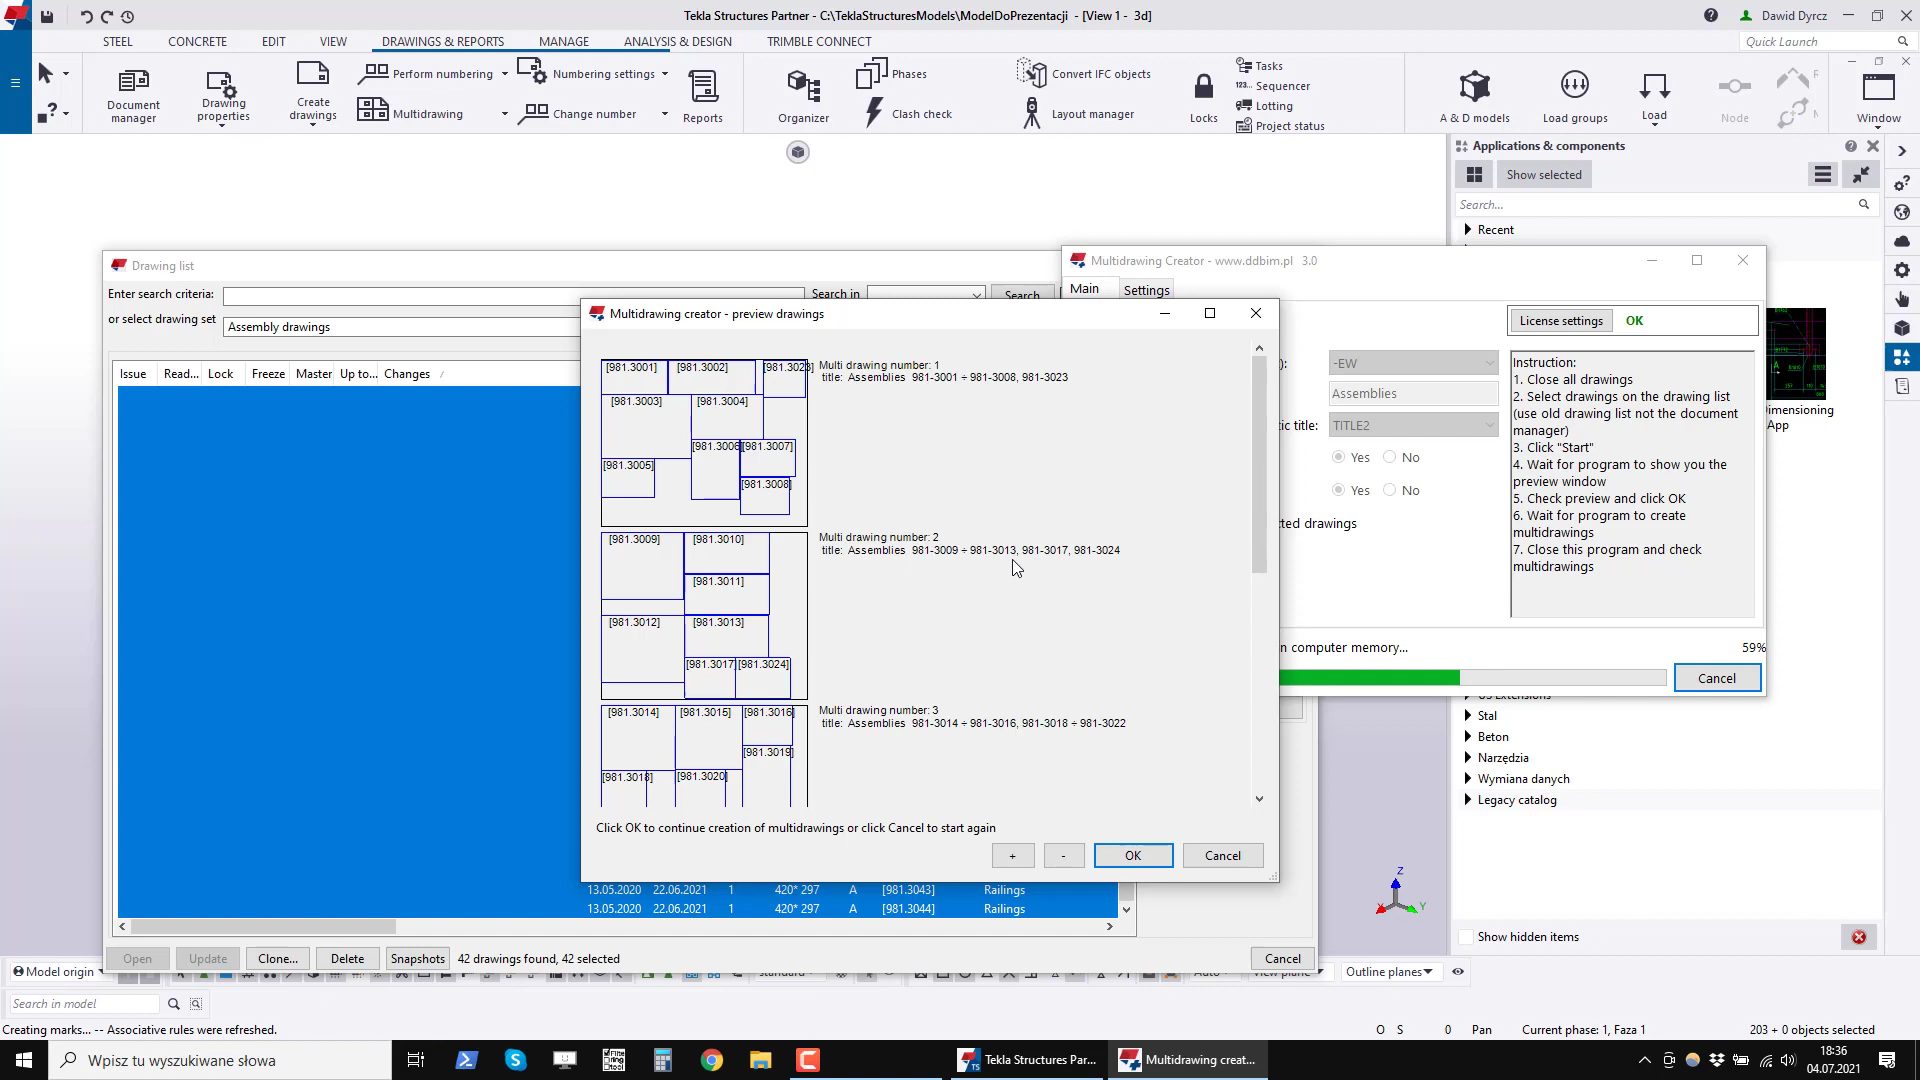 Tekla Structures Partner - C:\TeklaStructuresModels\ModelDoPrezentacji - [View 1 - 3d]
Dawid Dyrcz
STEEL CONCRETE EDIT VIEW DRAWINGS & REPORTS MANAGE ANALYSIS & DESIGN TRIMBLE CONNECT
Quick Launch
Document manager
Drawing properties
Create drawings
Perform numbering
Multidrawing
Numbering settings
Change number
Reports
Organizer
Phases
Clash check
Convert IFC objects
Layout manager
Locks
Tasks
Sequencer
Lotting
Project status
A & D models
Load groups
Load
Node
Window
Applications & components
Show selected
Search...
Recent
Drawing list
Enter search criteria:
Search in
Search
or select drawing set
Assembly drawings
Issue Read... Lock Freeze Master Up to... Changes
Multidrawing Creator - www.ddbim.pl 3.0
Main Settings
License settings OK
-EW
Assemblies
tic title: TITLE2
Yes No
Yes No
ted drawings
Instruction:
1. Close all drawings
2. Select drawings on the drawing list
(use old drawing list not the document
manager)
3. Click "Start"
4. Wait for program to show you the
preview window
5. Check preview and click OK
6. Wait for program to create
multidrawings
7. Close this program and check
multidrawings
n computer memory... 59%
Cancel
Dimensioning
App
Multidrawing creator - preview drawings
[981.3001] [981.3002] [981.3023]
[981.3003] [981.3004]
[981.3006] [981.3007]
[981.3005]
[981.3008]
Multi drawing number: 1
title: Assemblies 981-3001 ÷ 981-3008, 981-3023
[981.3009] [981.3010]
[981.3011]
[981.3012] [981.3013]
[981.3017] [981.3024]
Multi drawing number: 2
title: Assemblies 981-3009 ÷ 981-3013, 981-3017, 981-3024
[981.3014] [981.3015] [981.3016]
[981.3019]
[981.3018] [981.3020]
Multi drawing number: 3
title: Assemblies 981-3014 ÷ 981-3016, 981-3018 ÷ 981-3022
Click OK to continue creation of multidrawings or click Cancel to start again
+ - OK Cancel
US Extensions
Stal
Beton
Narzędzia
Wymiana danych
Legacy catalog
Show hidden items
13.05.2020 22.06.2021 1 420* 297 A [981.3043] Railings
13.05.2020 22.06.2021 1 420* 297 A [981.3044] Railings
Open Update Clone... Delete Snapshots 42 drawings found, 42 selected Cancel
Z
X Y
Model origin
standard
Auto
View plane
Outline planes
Search in model
Creating marks... -- Associative rules were refreshed.
O S 0 Pan Current phase: 1, Faza 1 203 + 0 objects selected
Wpisz tu wyszukiwane słowa
Tekla Structures Par...
Multidrawing creat...
18:36
04.07.2021